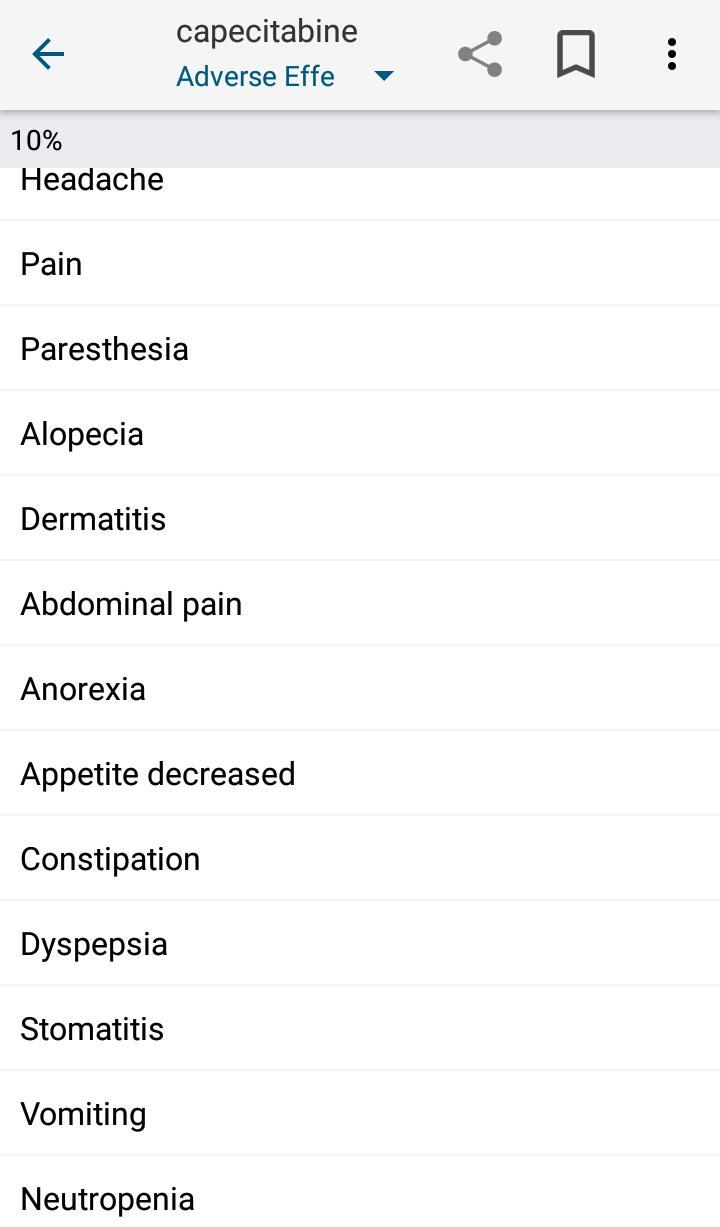 capecitabine
Adverse Effe
10%
Headache
Pain
Paresthesia
Alopecia
Dermatitis
Abdominal pain
Anorexia
Appetite decreased
Constipation
Dyspepsia
Stomatitis
Vomiting
Neutropenia